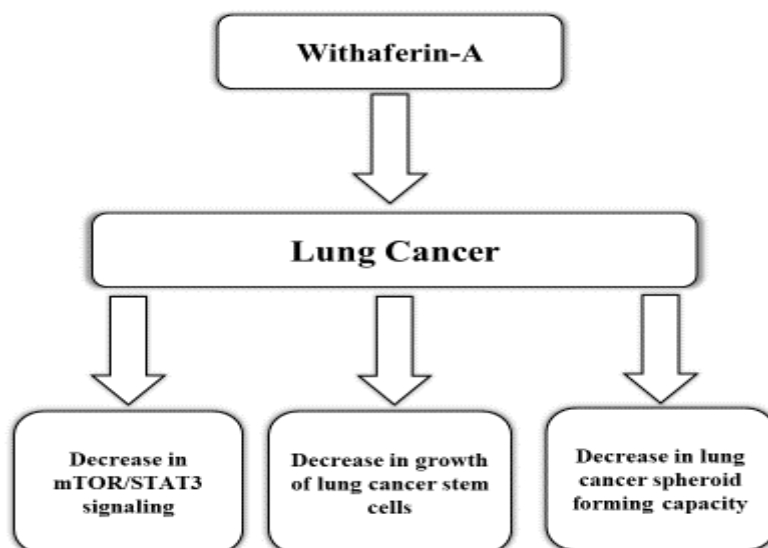 Withaferin-A
Lung Cancer
Decrease in
mTOR/STAT3
signaling
Decrease in growth
of lung cancer stem
cells
Decrease in lung
cancer spheroid
forming capacity